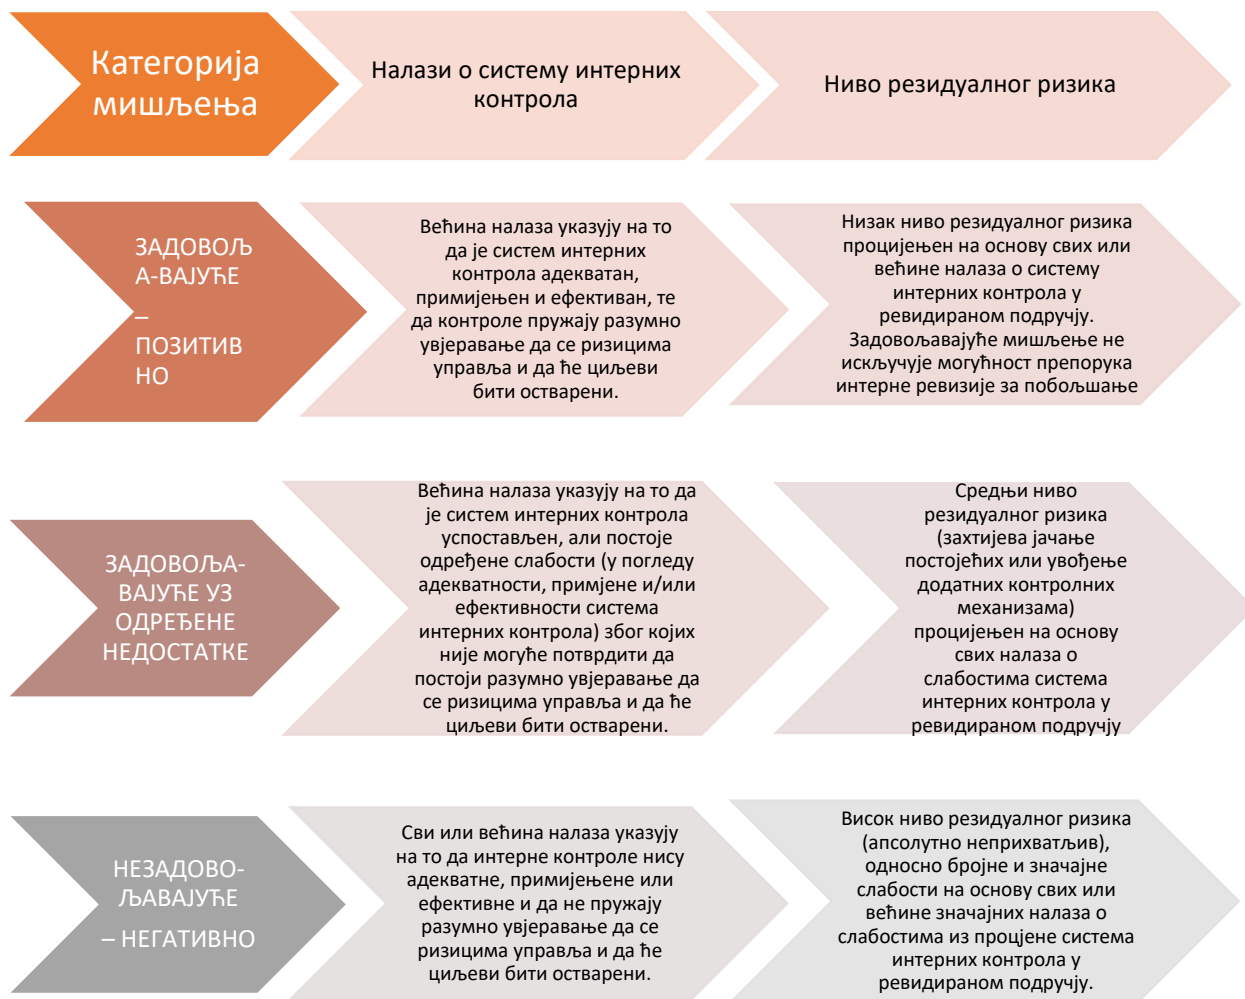 Категорија
мишљења
Налази о систему интерних
контрола
Ниво резидуалног ризика
ЗАДОВОЉ
А-ВАЈУЋЕ
–
ПОЗИТИВ
НО
Већина налаза указују на то
да је систем интерних
контрола адекватан,
примијењен и ефективан, те
да контроле пружају разумно
увјеравање да се ризицима
управља и да ће циљеви
бити остварени.
Низак ниво резидуалног ризика
процијењен на основу свих или
већине налаза о систему
интерних контрола у
ревидираном подручју.
Задовољавајуће мишљење не
искључује могућност препорука
интерне ревизије за побољшање
ЗАДОВОЉА-
ВАЈУЋЕ УЗ
ОДРЕЂЕНЕ
НЕДОСТАТКЕ
Већина налаза указују на то да
је систем интерних контрола
успостављен, али постоје
одређене слабости (у погледу
адекватности, примјене и/или
ефективности система
интерних контрола) због којих
није могуће потврдити да
постоји разумно увјеравање да
се ризицима управља и да ће
циљеви бити остварени.
Средњи ниво
резидуалног ризика
(захтијева јачање
постојећих или увођење
додатних контролних
механизама)
процијењен на основу
свих налаза о
слабостима система
интерних контрола у
ревидираном подручју
НЕЗАДОВО-
ЉАВАЈУЋЕ
– НЕГАТИВНО
Сви или већина налаза указују
на то да интерне контроле нису
адекватне, примијењене или
ефективне и да не пружају
разумно увјеравање да се
ризицима управља и да ће
циљеви бити остварени.
Висок ниво резидуалног ризика
(апсолутно неприхватљив),
односно бројне и значајне
слабости на основу свих или
већине значајних налаза о
слабостима из процјене система
интерних контрола у
ревидираном подручју.